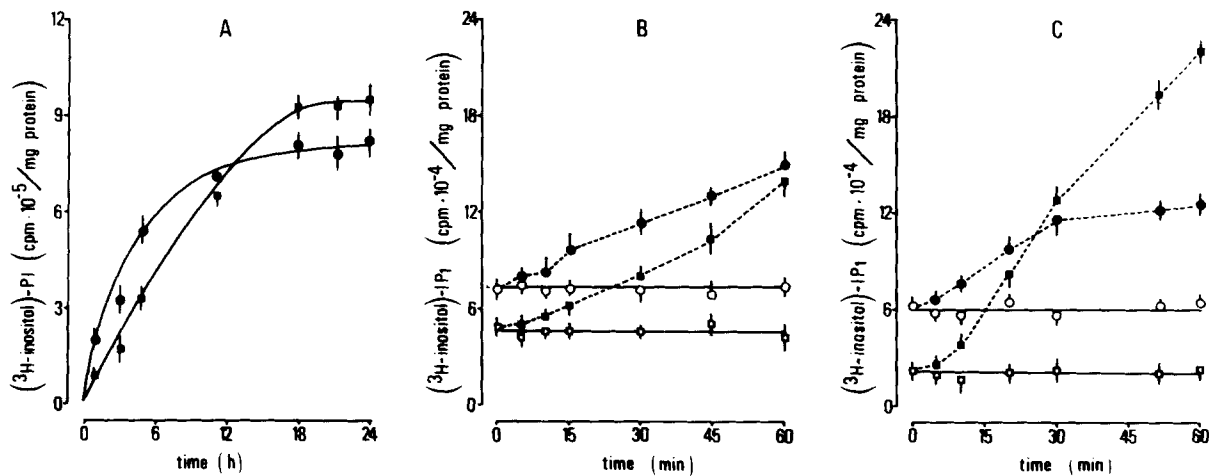 A
(³H-inositol)-PI (cpm·10⁻⁵/mg protein)
12
9
6
3
0
0 6 12 18 24
time (h)
B
(³H-inositol)-IP₁ (cpm·10⁻⁴/mg protein)
24
18
12
6
0
0 15 30 45 60
time (min)
C
(³H-inositol)-IP₁ (cpm·10⁻⁴/mg protein)
24
18
12
6
0
0 15 30 45 60
time (min)